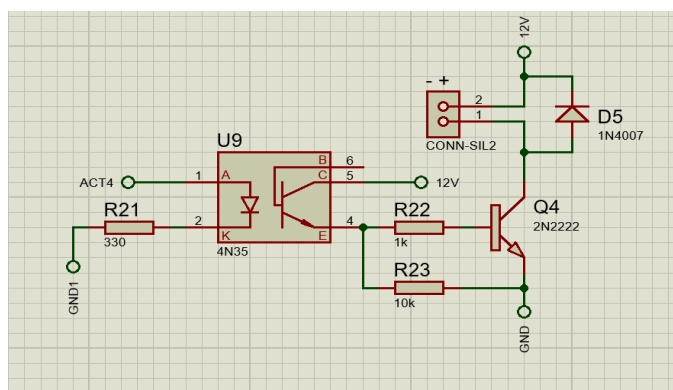 12V
- +
2
1
CONN-SIL2
D5
1N4007
U9
B
6
ACT4
1
A
C
5
12V
R21
330
2
K
E
4
4N35
R22
1k
Q4
2N2222
R23
10k
GND1
GND